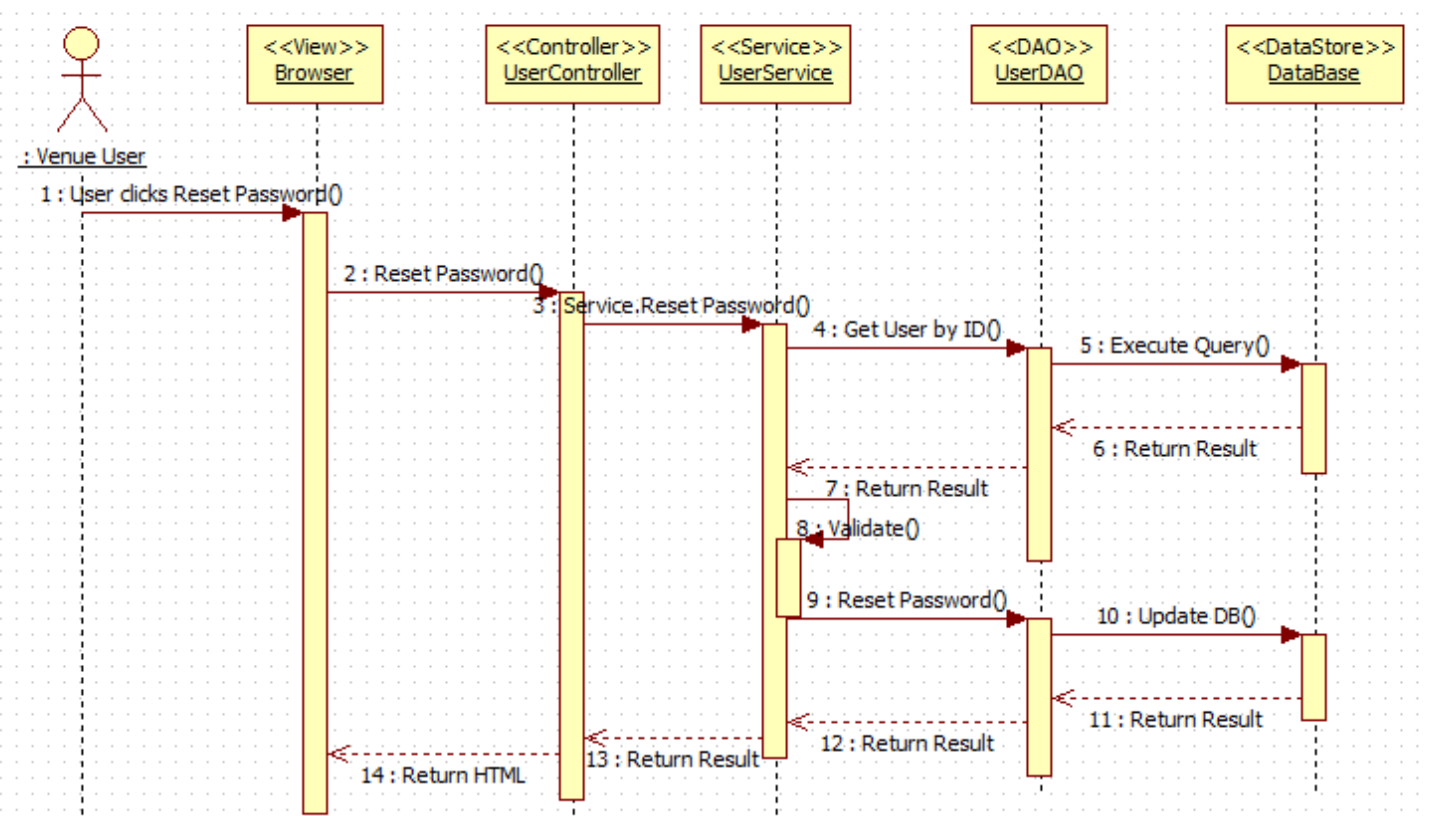 <<View>>
Browser
<<Controller>>
UserController
<<Service>>
UserService
<<DAO>>
UserDAO
<<DataStore>>
DataBase
: Venue User
1 : User clicks Reset Password()
2 : Reset Password()
3 : Service.Reset Password()
4 : Get User by ID()
5 : Execute Query()
6 : Return Result
7 : Return Result
8 : Validate()
9 : Reset Password()
10 : Update DB()
11 : Return Result
12 : Return Result
13 : Return Result
14 : Return HTML